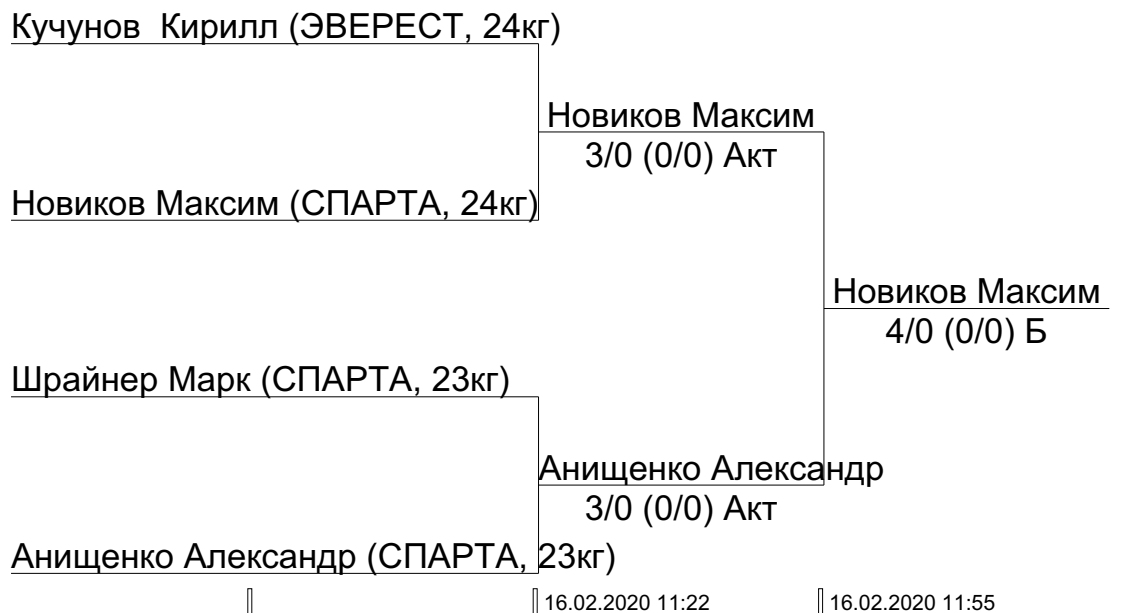 Кучунов  Кирилл (ЭВЕРЕСТ, 24кг)
Новиков Максим
3/0 (0/0) Акт
Новиков Максим (СПАРТА, 24кг)
Новиков Максим
4/0 (0/0) Б
Шрайнер Марк (СПАРТА, 23кг)
Анищенко Александр
3/0 (0/0) Акт
Анищенко Александр (СПАРТА, 23кг)
16.02.2020 11:22
16.02.2020 11:55